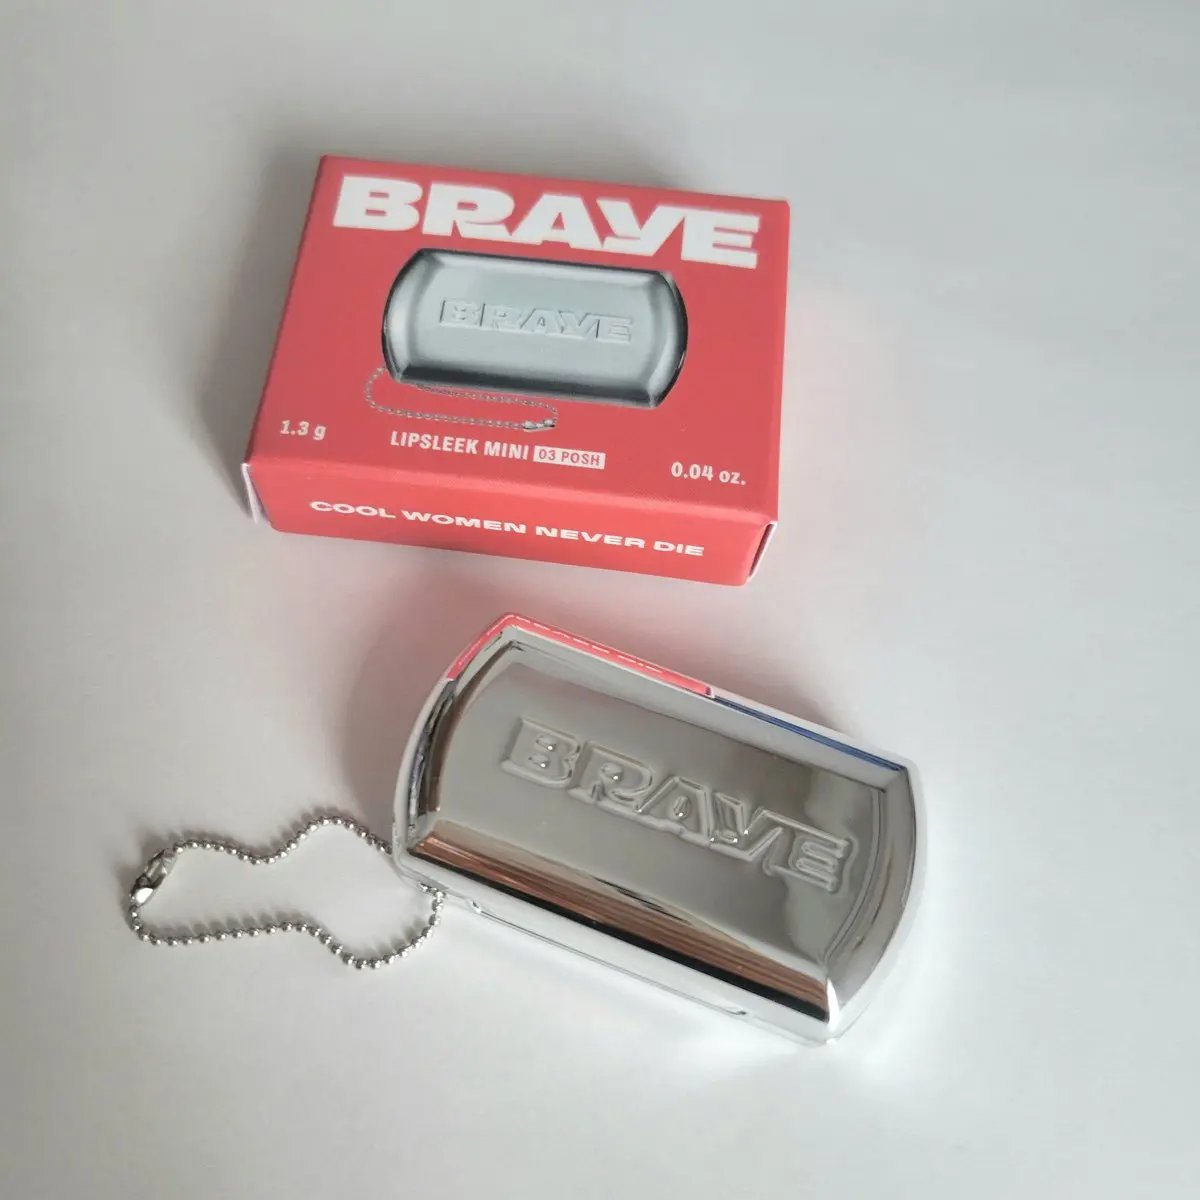 BRAYE
BRAYE
1.3 g
LIPSLEEK MINI 03 POSH
0.04 oz.
COOL WOMEN NEVER DIE
BRAYE